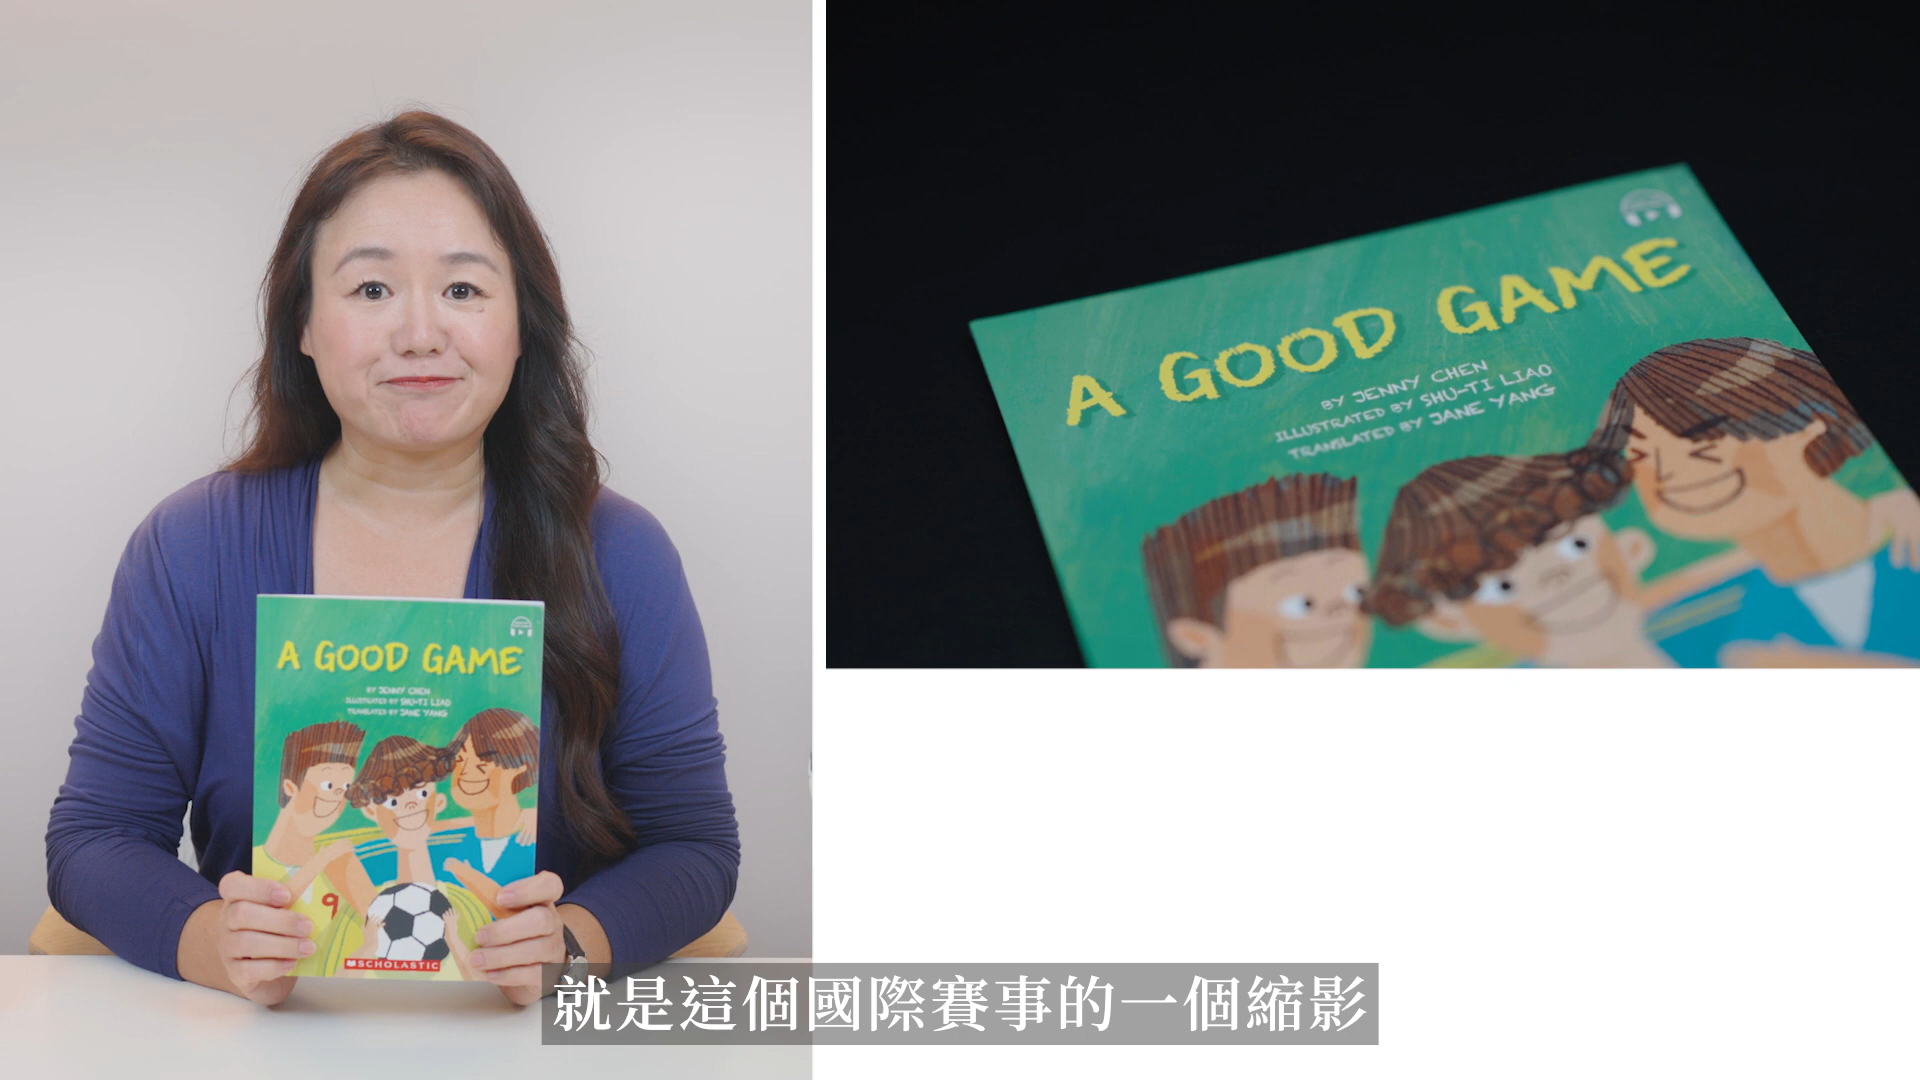 A GOOD GAME
BY JENNY CHEN
ILLUSTRATED BY SHU-TI LIAO
TRANSLATED BY JANE YANG
9
SCHOLASTIC
A GOOD GAME
BY JENNY CHEN
ILLUSTRATED BY SHU-TI LIAO
TRANSLATED BY JANE YANG
就是這個國際賽事的一個縮影